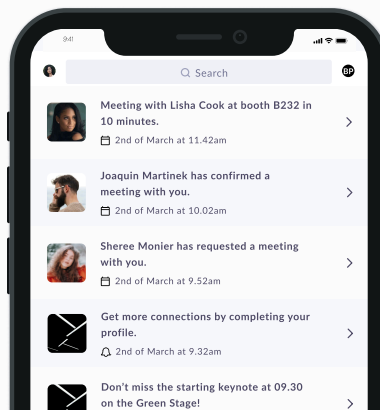 9:41
Search
BP
Meeting with Lisha Cook at booth B232 in
10 minutes.
2nd of March at 11.42am
Joaquin Martinek has confirmed a
meeting with you.
2nd of March at 10.02am
Sheree Monier has requested a meeting
with you.
2nd of March at 9.52am
Get more connections by completing your
profile.
2nd of March at 9.32am
Don’t miss the starting keynote at 09.30
on the Green Stage!